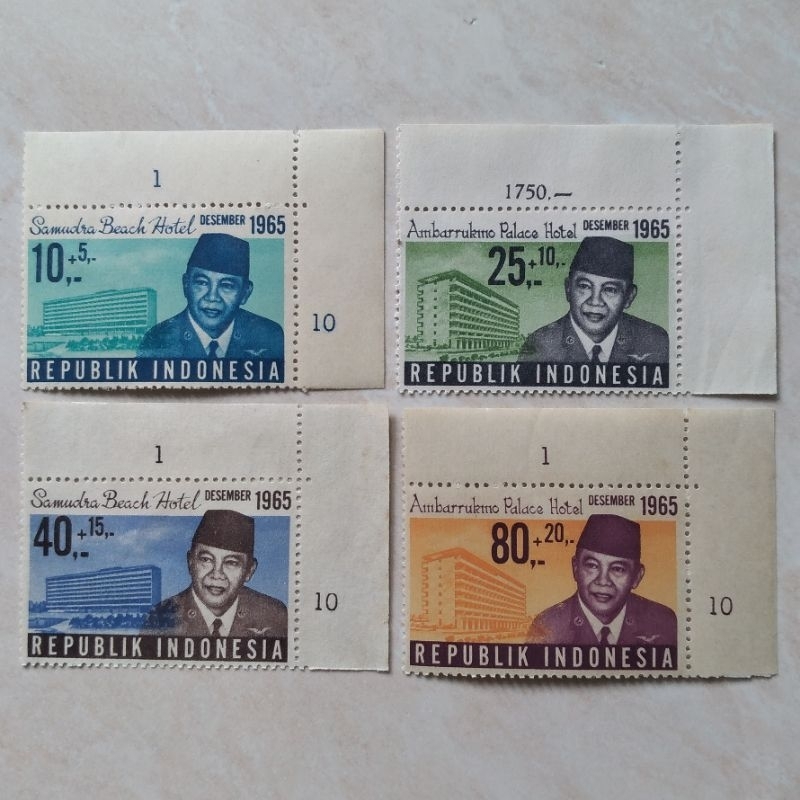 1
Samudra Beach Hotel DESEMBER 1965
10,- +5,-
10
REPUBLIK INDONESIA
1750,—
Ambarrukmo Palace Hotel DESEMBER 1965
25,- +10,-
REPUBLIK INDONESIA
1
Samudra Beach Hotel DESEMBER 1965
40,- +15,-
10
REPUBLIK INDONESIA
1
Ambarrukmo Palace Hotel DESEMBER 1965
80,- +20,-
10
REPUBLIK INDONESIA